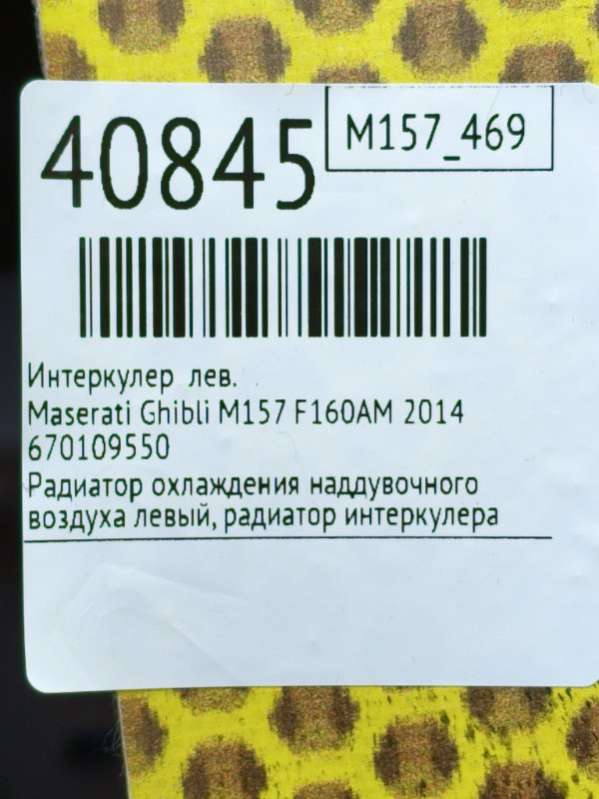 40845
M157_469
Интеркулер лев.
Maserati Ghibli M157 F160AM 2014
670109550
Радиатор охлаждения наддувочного
воздуха левый, радиатор интеркулера